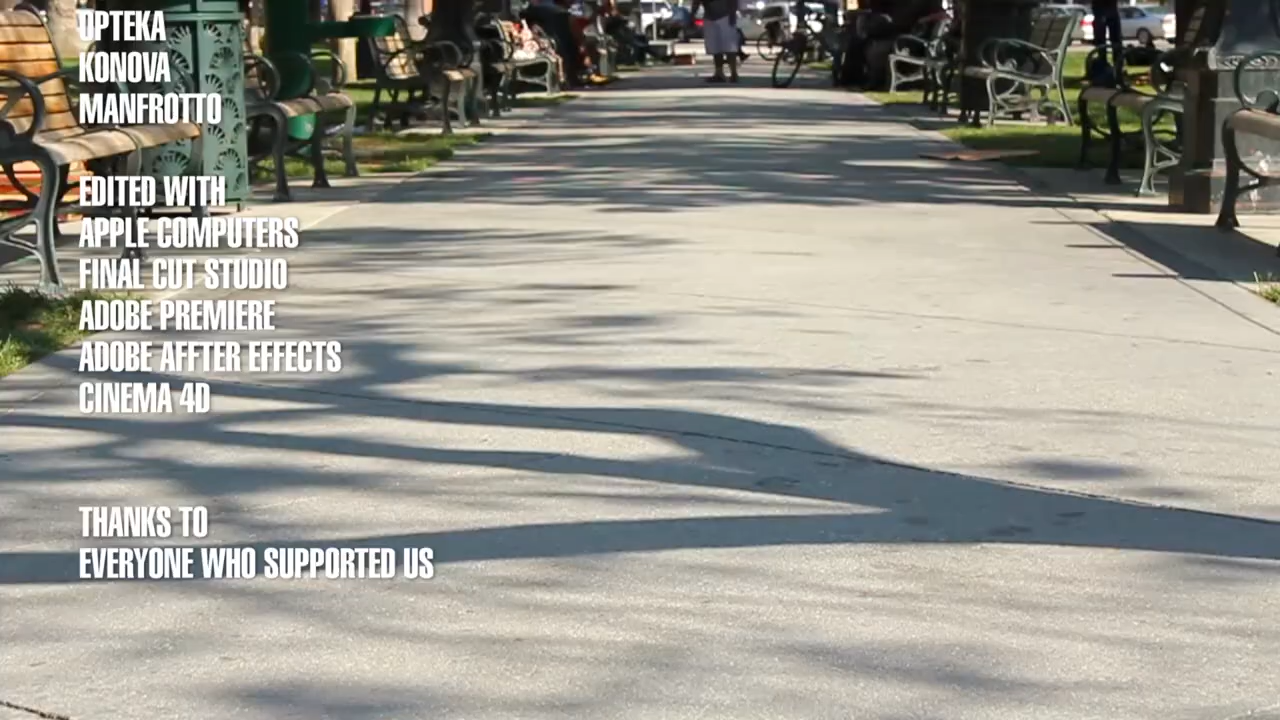 OPTEKA
KONOVA
MANFROTTO
EDITED WITH
APPLE COMPUTERS
FINAL CUT STUDIO
ADOBE PREMIERE
ADOBE AFFTER EFFECTS
CINEMA 4D
THANKS TO
EVERYONE WHO SUPPORTED US